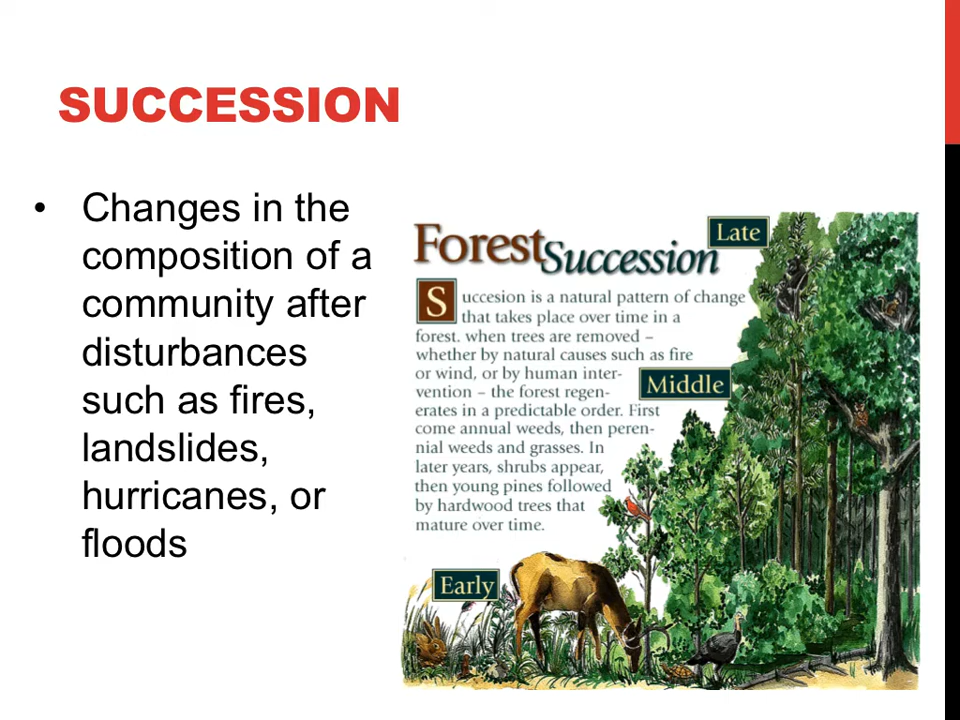 SUCCESSION
• Changes in the
composition of a
community after
disturbances
such as fires,
landslides,
hurricanes, or
floods
Forest Succession
Late
Succesion is a natural pattern of change
that takes place over time in a
forest. when trees are removed –
whether by natural causes such as fire
or wind, or by human inter-
vention – the forest regen-
erates in a predictable order. First
come annual weeds, then peren-
nial weeds and grasses. In
later years, shrubs appear,
then young pines followed
by hardwood trees that
mature over time.
Middle
Early